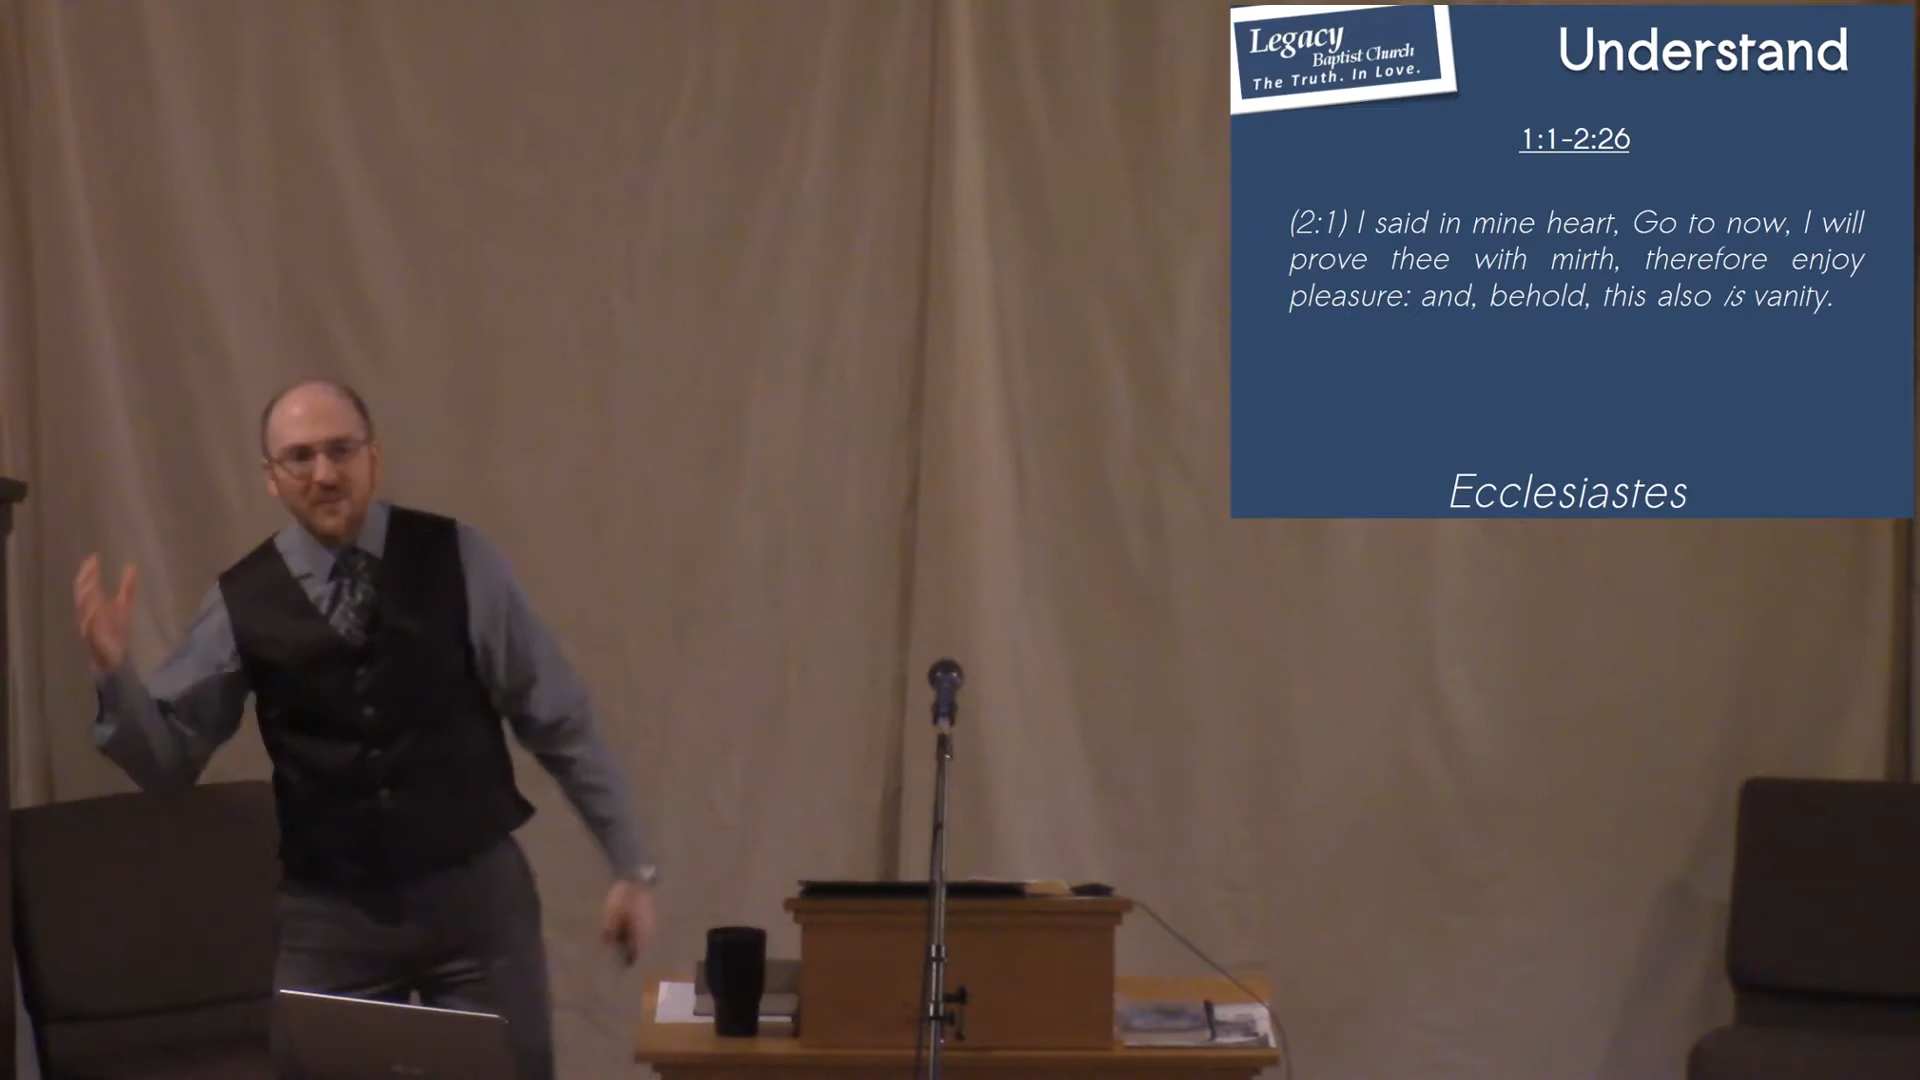 Legacy
Baptist Church
The Truth. In Love.
Understand
1:1-2:26
(2:1) I said in mine heart, Go to now, I will
prove thee with mirth, therefore enjoy
pleasure: and, behold, this also is vanity.
Ecclesiastes